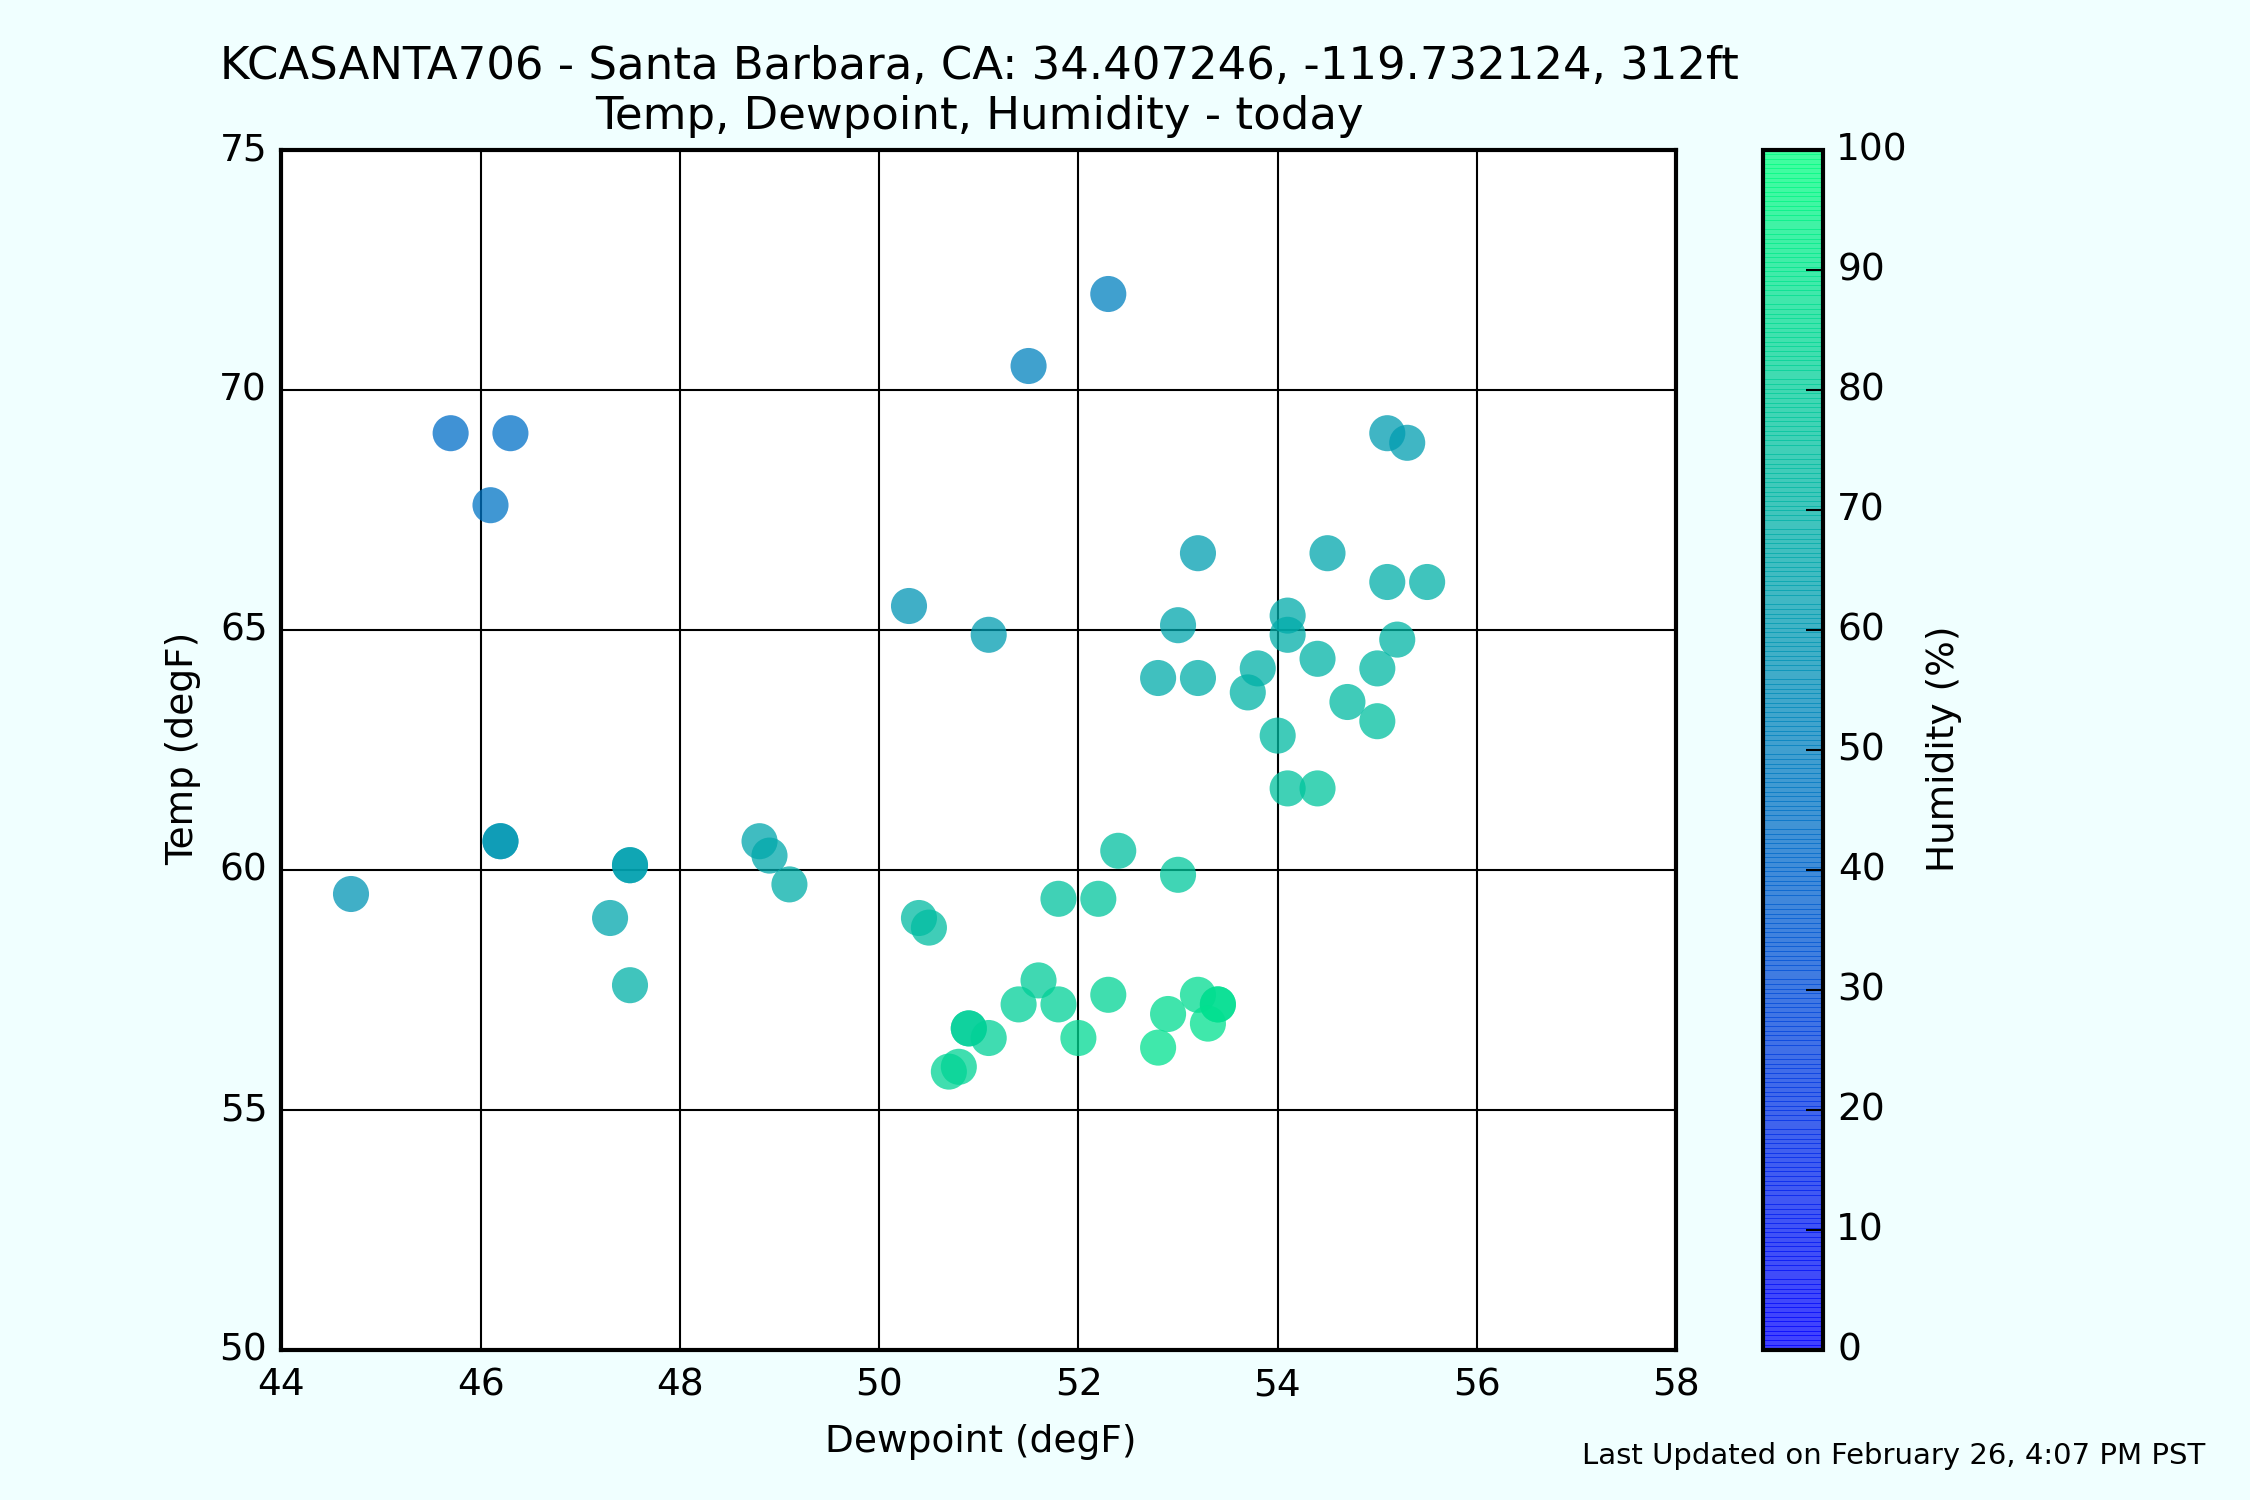 KCASANTA706 - Santa Barbara, CA: 34.407246, -119.732124, 312ft
Temp, Dewpoint, Humidity - today
75
70
65
60
55
50
Temp (degF)
44 46 48 50 52 54 56 58
Dewpoint (degF)
100
90
80
70
60
50
40
30
20
10
0
Humidity (%)
Last Updated on February 26, 4:07 PM PST